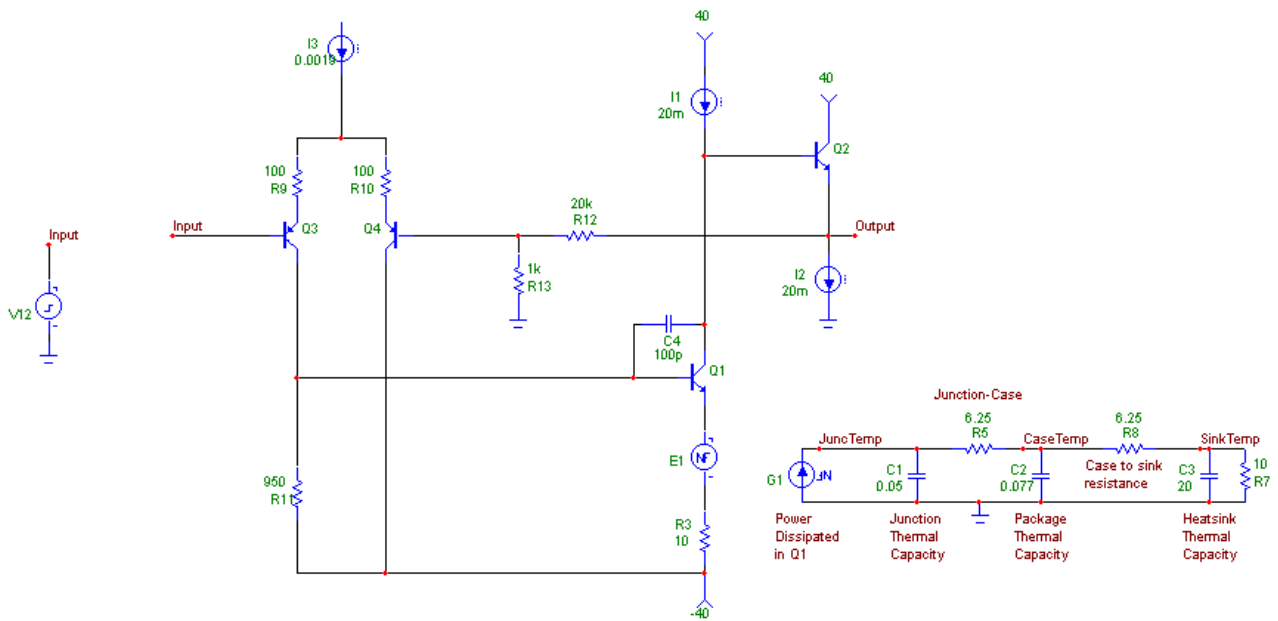 I3
0.0019
40
40
I1
20m
Q2
100
R9
100
R10
20k
R12
Input
Input
Q3
Q4
Output
1k
R13
I2
20m
V12
C4
100p
Q1
Junction-Case
6.25
R5
6.25
R8
JuncTemp
CaseTemp
SinkTemp
E1
NF
G1
NF
C1
0.05
C2
0.077
Case to sink
resistance
C3
20
10
R7
950
R11
R3
10
Power
Dissipated
in Q1
Junction
Thermal
Capacity
Package
Thermal
Capacity
Heatsink
Thermal
Capacity
-40